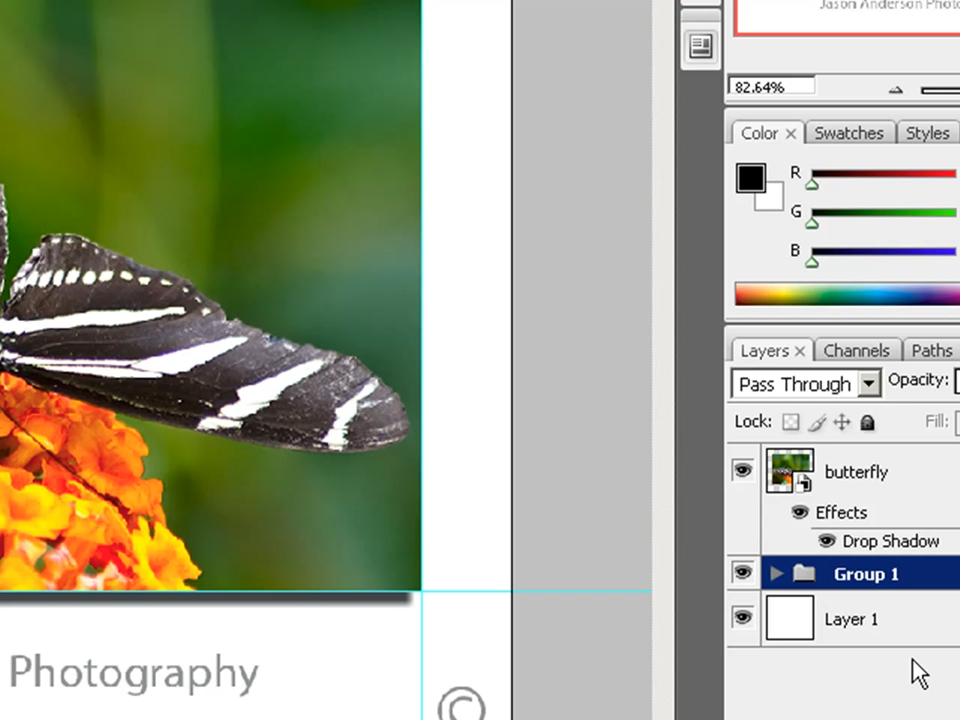 Jason Anderson Photo
82.64%
Color
Swatches
Styles
R
G
B
Layers
Channels
Paths
Pass Through
Opacity:
Lock:
Fill:
butterfly
Effects
Drop Shadow
Group 1
Layer 1
Photography
©